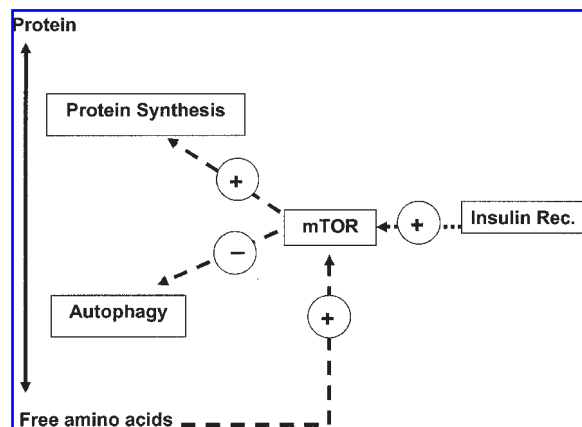 Protein
Protein Synthesis
+
mTOR
+
Insulin Rec.
−
Autophagy
+
Free amino acids